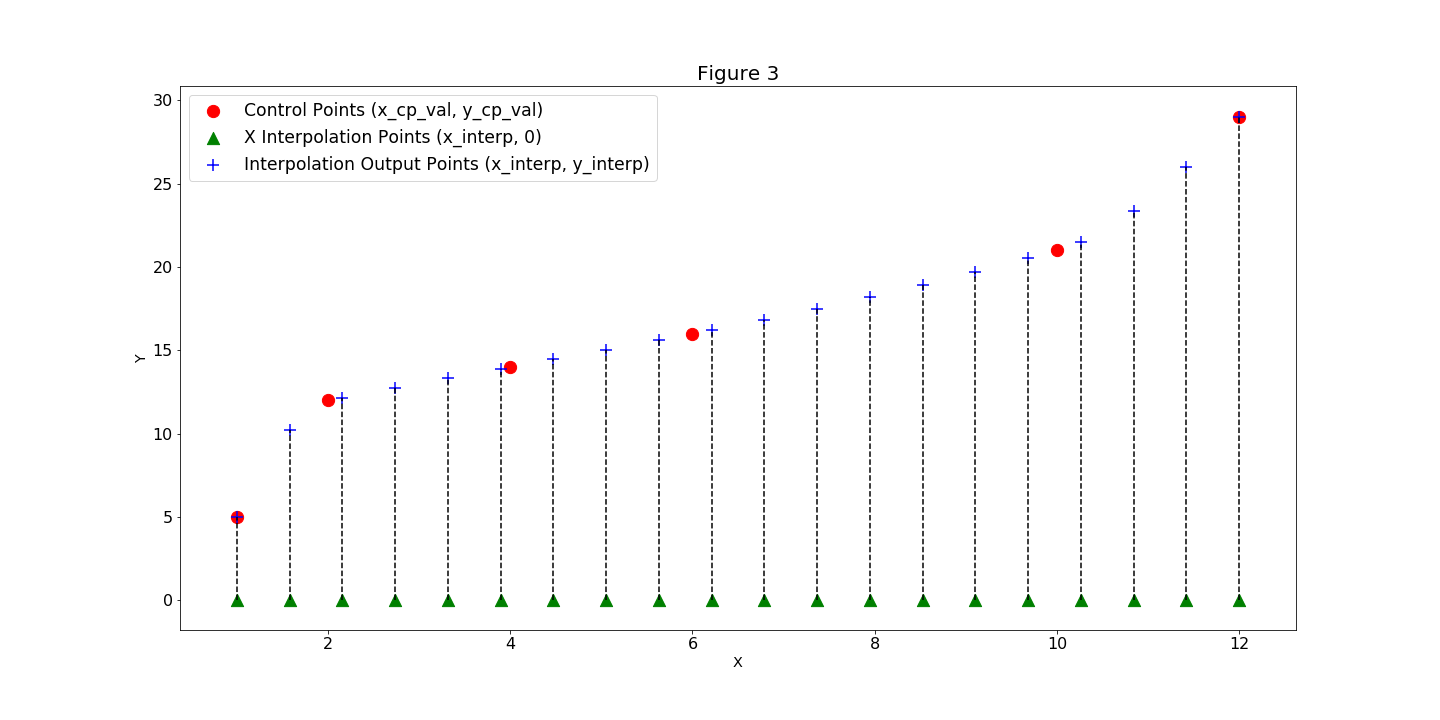 Figure 3
Control Points (x_cp_val, y_cp_val)
X Interpolation Points (x_interp, 0)
Interpolation Output Points (x_interp, y_interp)
30
25
20
15
10
5
0
Y
2 4 6 8 10 12
X